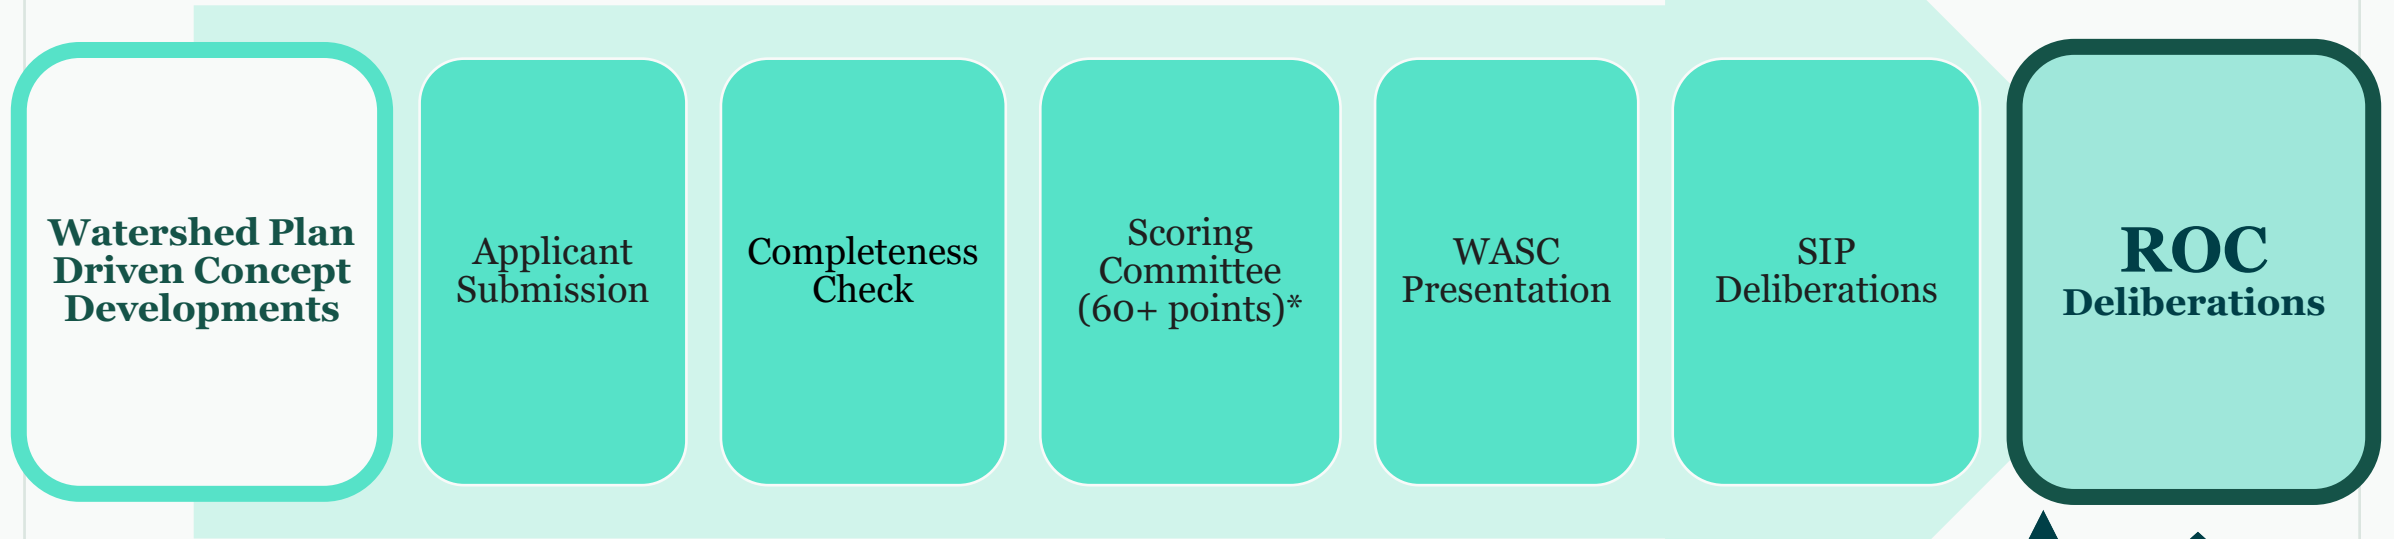 Watershed Plan
Driven Concept
Developments
Applicant
Submission
Completeness
Check
Scoring
Committee
(60+ points)*
WASC
Presentation
SIP
Deliberations
ROC
Deliberations